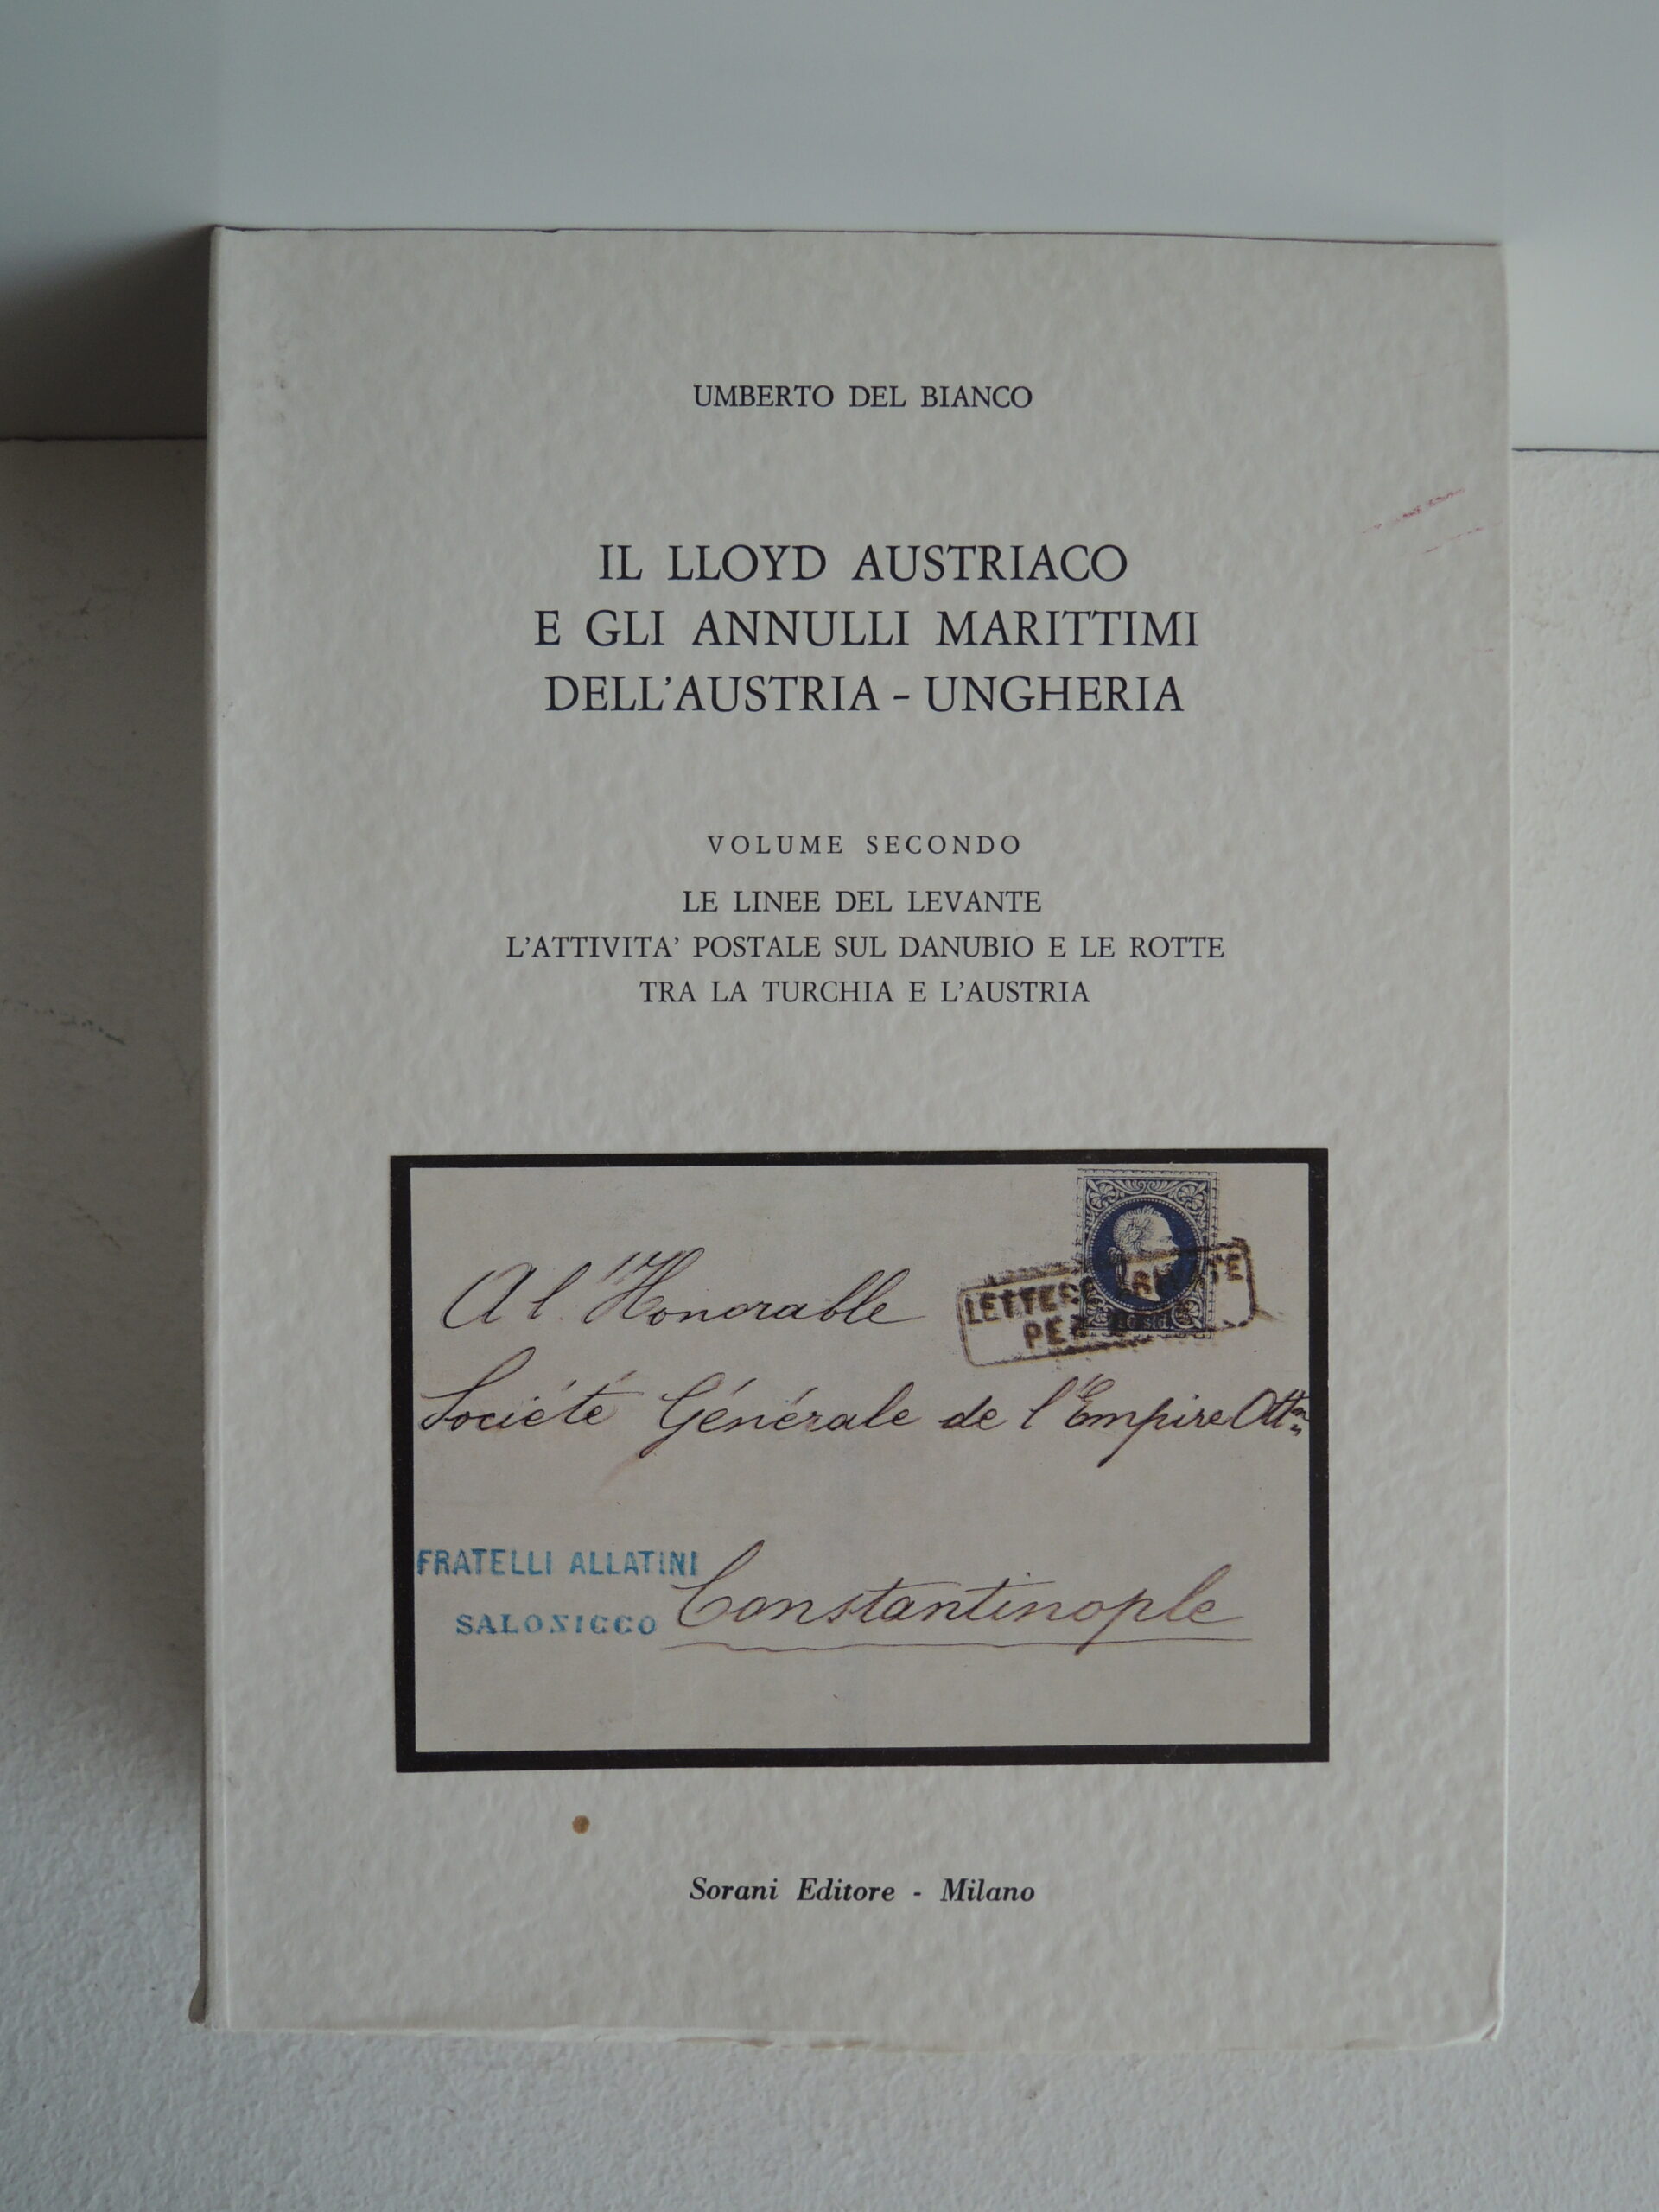 UMBERTO DEL BIANCO
IL LLOYD AUSTRIACO
E GLI ANNULLI MARITTIMI
DELL'AUSTRIA - UNGHERIA
VOLUME SECONDO
LE LINEE DEL LEVANTE
L'ATTIVITA' POSTALE SUL DANUBIO E LE ROTTE
TRA LA TURCHIA E L'AUSTRIA
A l'Honorable
Société Générale de l'Empire Ottn
FRATELLI ALLATINI
SALONICCO
Constantinople
Sorani Editore - Milano